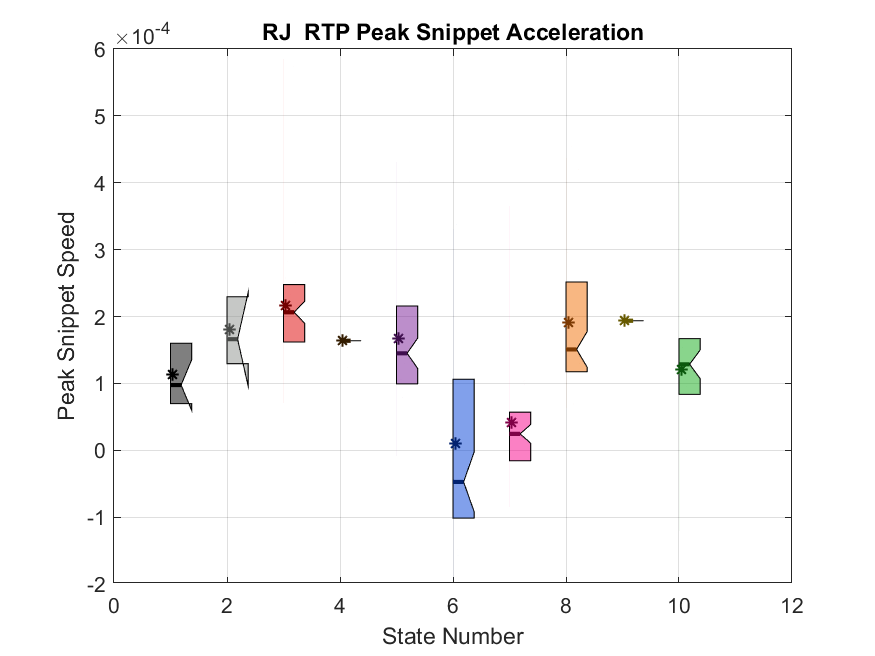 RJ  RTP Peak Snippet Acceleration
×10-4
6
5
4
3
2
1
0
-1
-2
Peak Snippet Speed
0 2 4 6 8 10 12
State Number